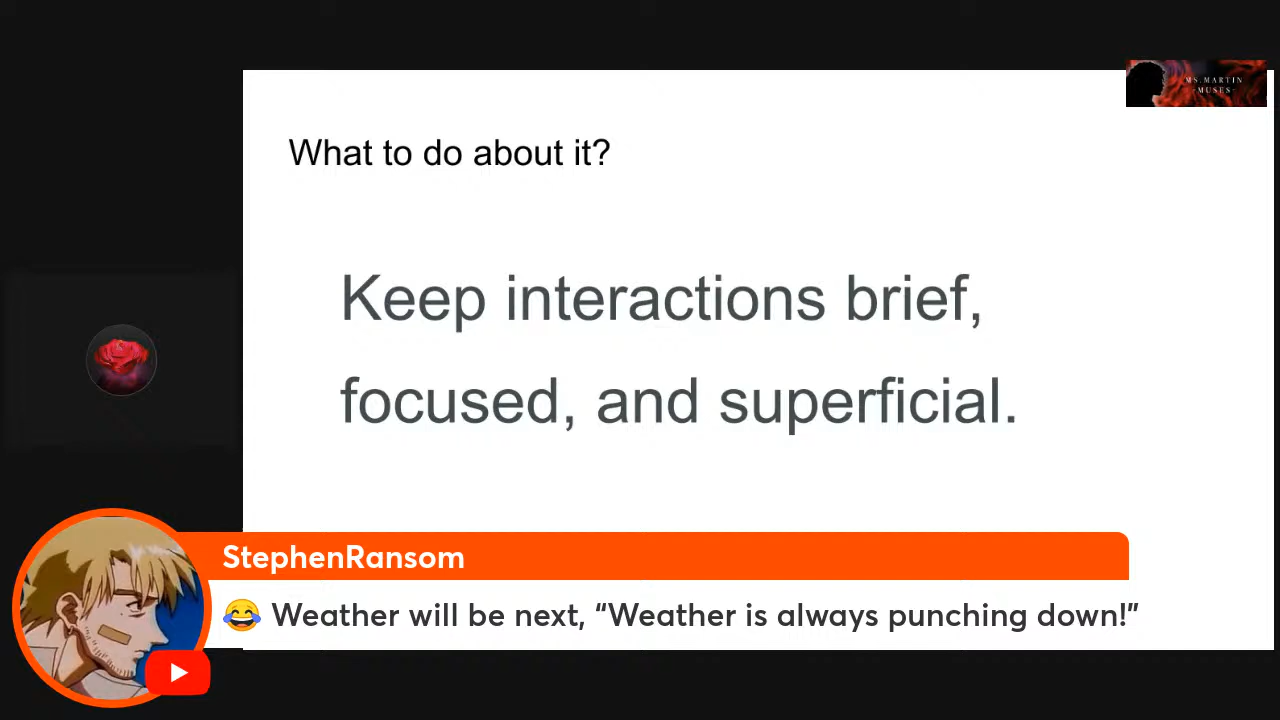 MS. MARTIN
-MUSES-
What to do about it?
Keep interactions brief,
focused, and superficial.
StephenRansom
😂 Weather will be next, “Weather is always punching down!”